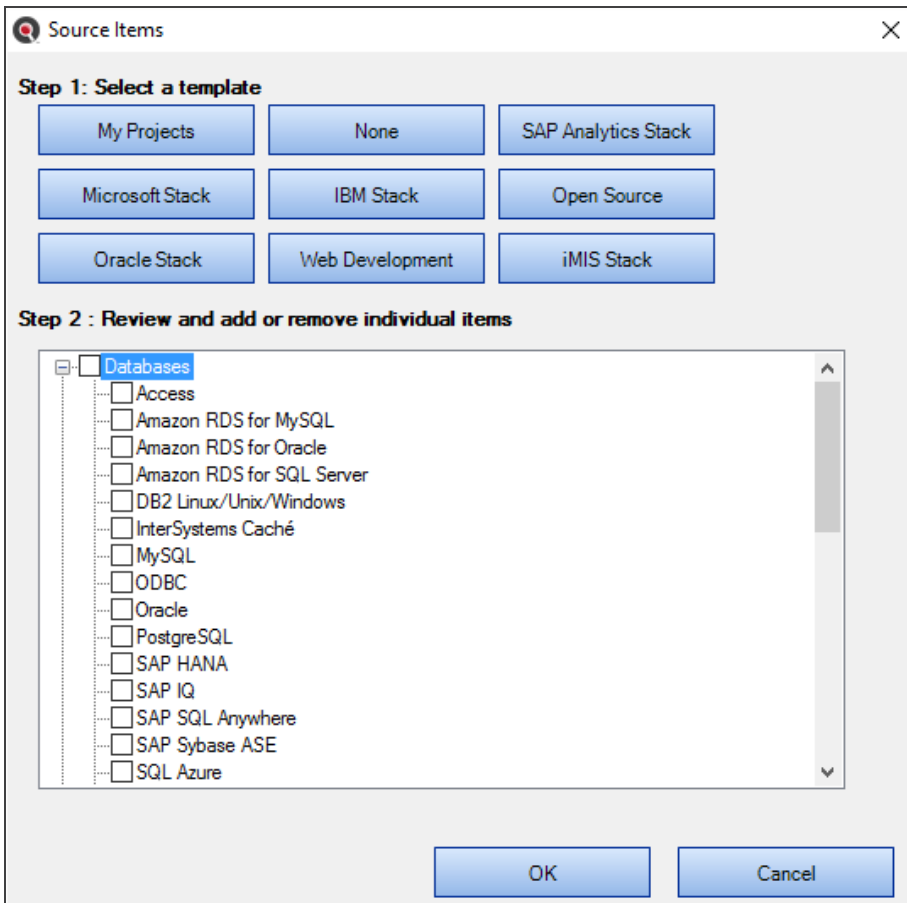 Source Items
Step 1: Select a template
My Projects
None
SAP Analytics Stack
Microsoft Stack
IBM Stack
Open Source
Oracle Stack
Web Development
iMIS Stack
Step 2 : Review and add or remove individual items
Databases
Access
Amazon RDS for MySQL
Amazon RDS for Oracle
Amazon RDS for SQL Server
DB2 Linux/Unix/Windows
InterSystems Caché
MySQL
ODBC
Oracle
PostgreSQL
SAP HANA
SAP IQ
SAP SQL Anywhere
SAP Sybase ASE
SQL Azure
OK
Cancel